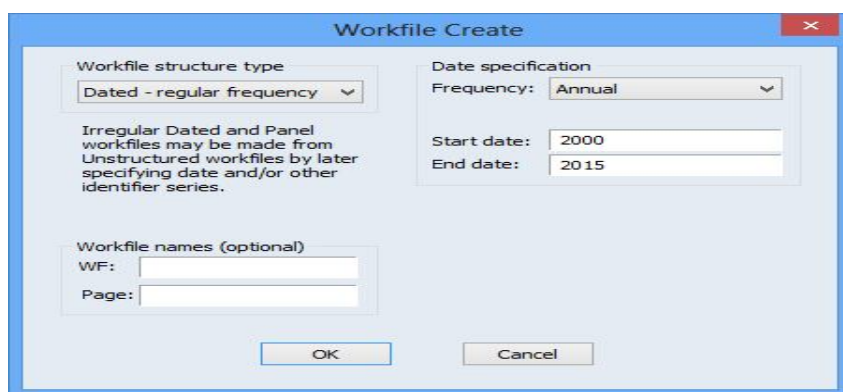 Workfile Create
Workfile structure type
Dated - regular frequency
Irregular Dated and Panel
workfiles may be made from
Unstructured workfiles by later
specifying date and/or other
identifier series.
Date specification
Frequency: Annual
Start date: 2000
End date: 2015
Workfile names (optional)
WF:
Page:
OK
Cancel